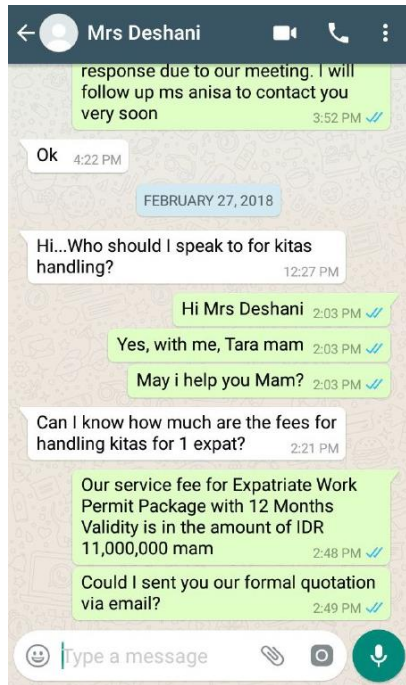 Mrs Deshani
response due to our meeting. I will
follow up ms anisa to contact you
very soon
3:52 PM
Ok 4:22 PM
FEBRUARY 27, 2018
Hi...Who should I speak to for kitas
handling?
12:27 PM
Hi Mrs Deshani 2:03 PM
Yes, with me, Tara mam 2:03 PM
May i help you Mam? 2:03 PM
Can I know how much are the fees for
handling kitas for 1 expat?
2:21 PM
Our service fee for Expatriate Work
Permit Package with 12 Months
Validity is in the amount of IDR
11,000,000 mam
2:48 PM
Could I sent you our formal quotation
via email?
2:49 PM
Type a message